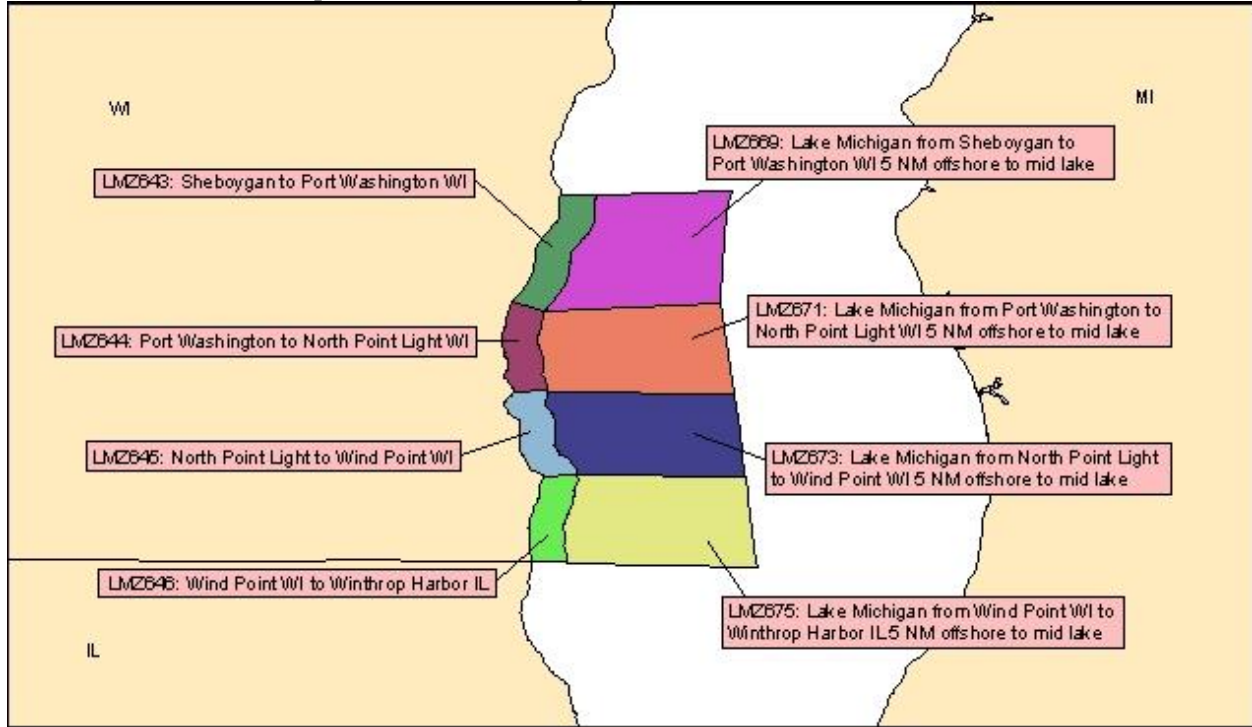 WI
MI
LMZ669: Lake Michigan from Sheboygan to
Port Washington WI 5 NM offshore to mid lake
LMZ643: Sheboygan to Port Washington WI
LMZ671: Lake Michigan from Port Washington to
North Point Light WI 5 NM offshore to mid lake
LMZ644: Port Washington to North Point Light WI
LMZ645: North Point Light to Wind Point WI
LMZ673: Lake Michigan from North Point Light
to Wind Point WI 5 NM offshore to mid lake
LMZ646: Wind Point WI to Winthrop Harbor IL
LMZ675: Lake Michigan from Wind Point WI to
Winthrop Harbor IL 5 NM offshore to mid lake
IL